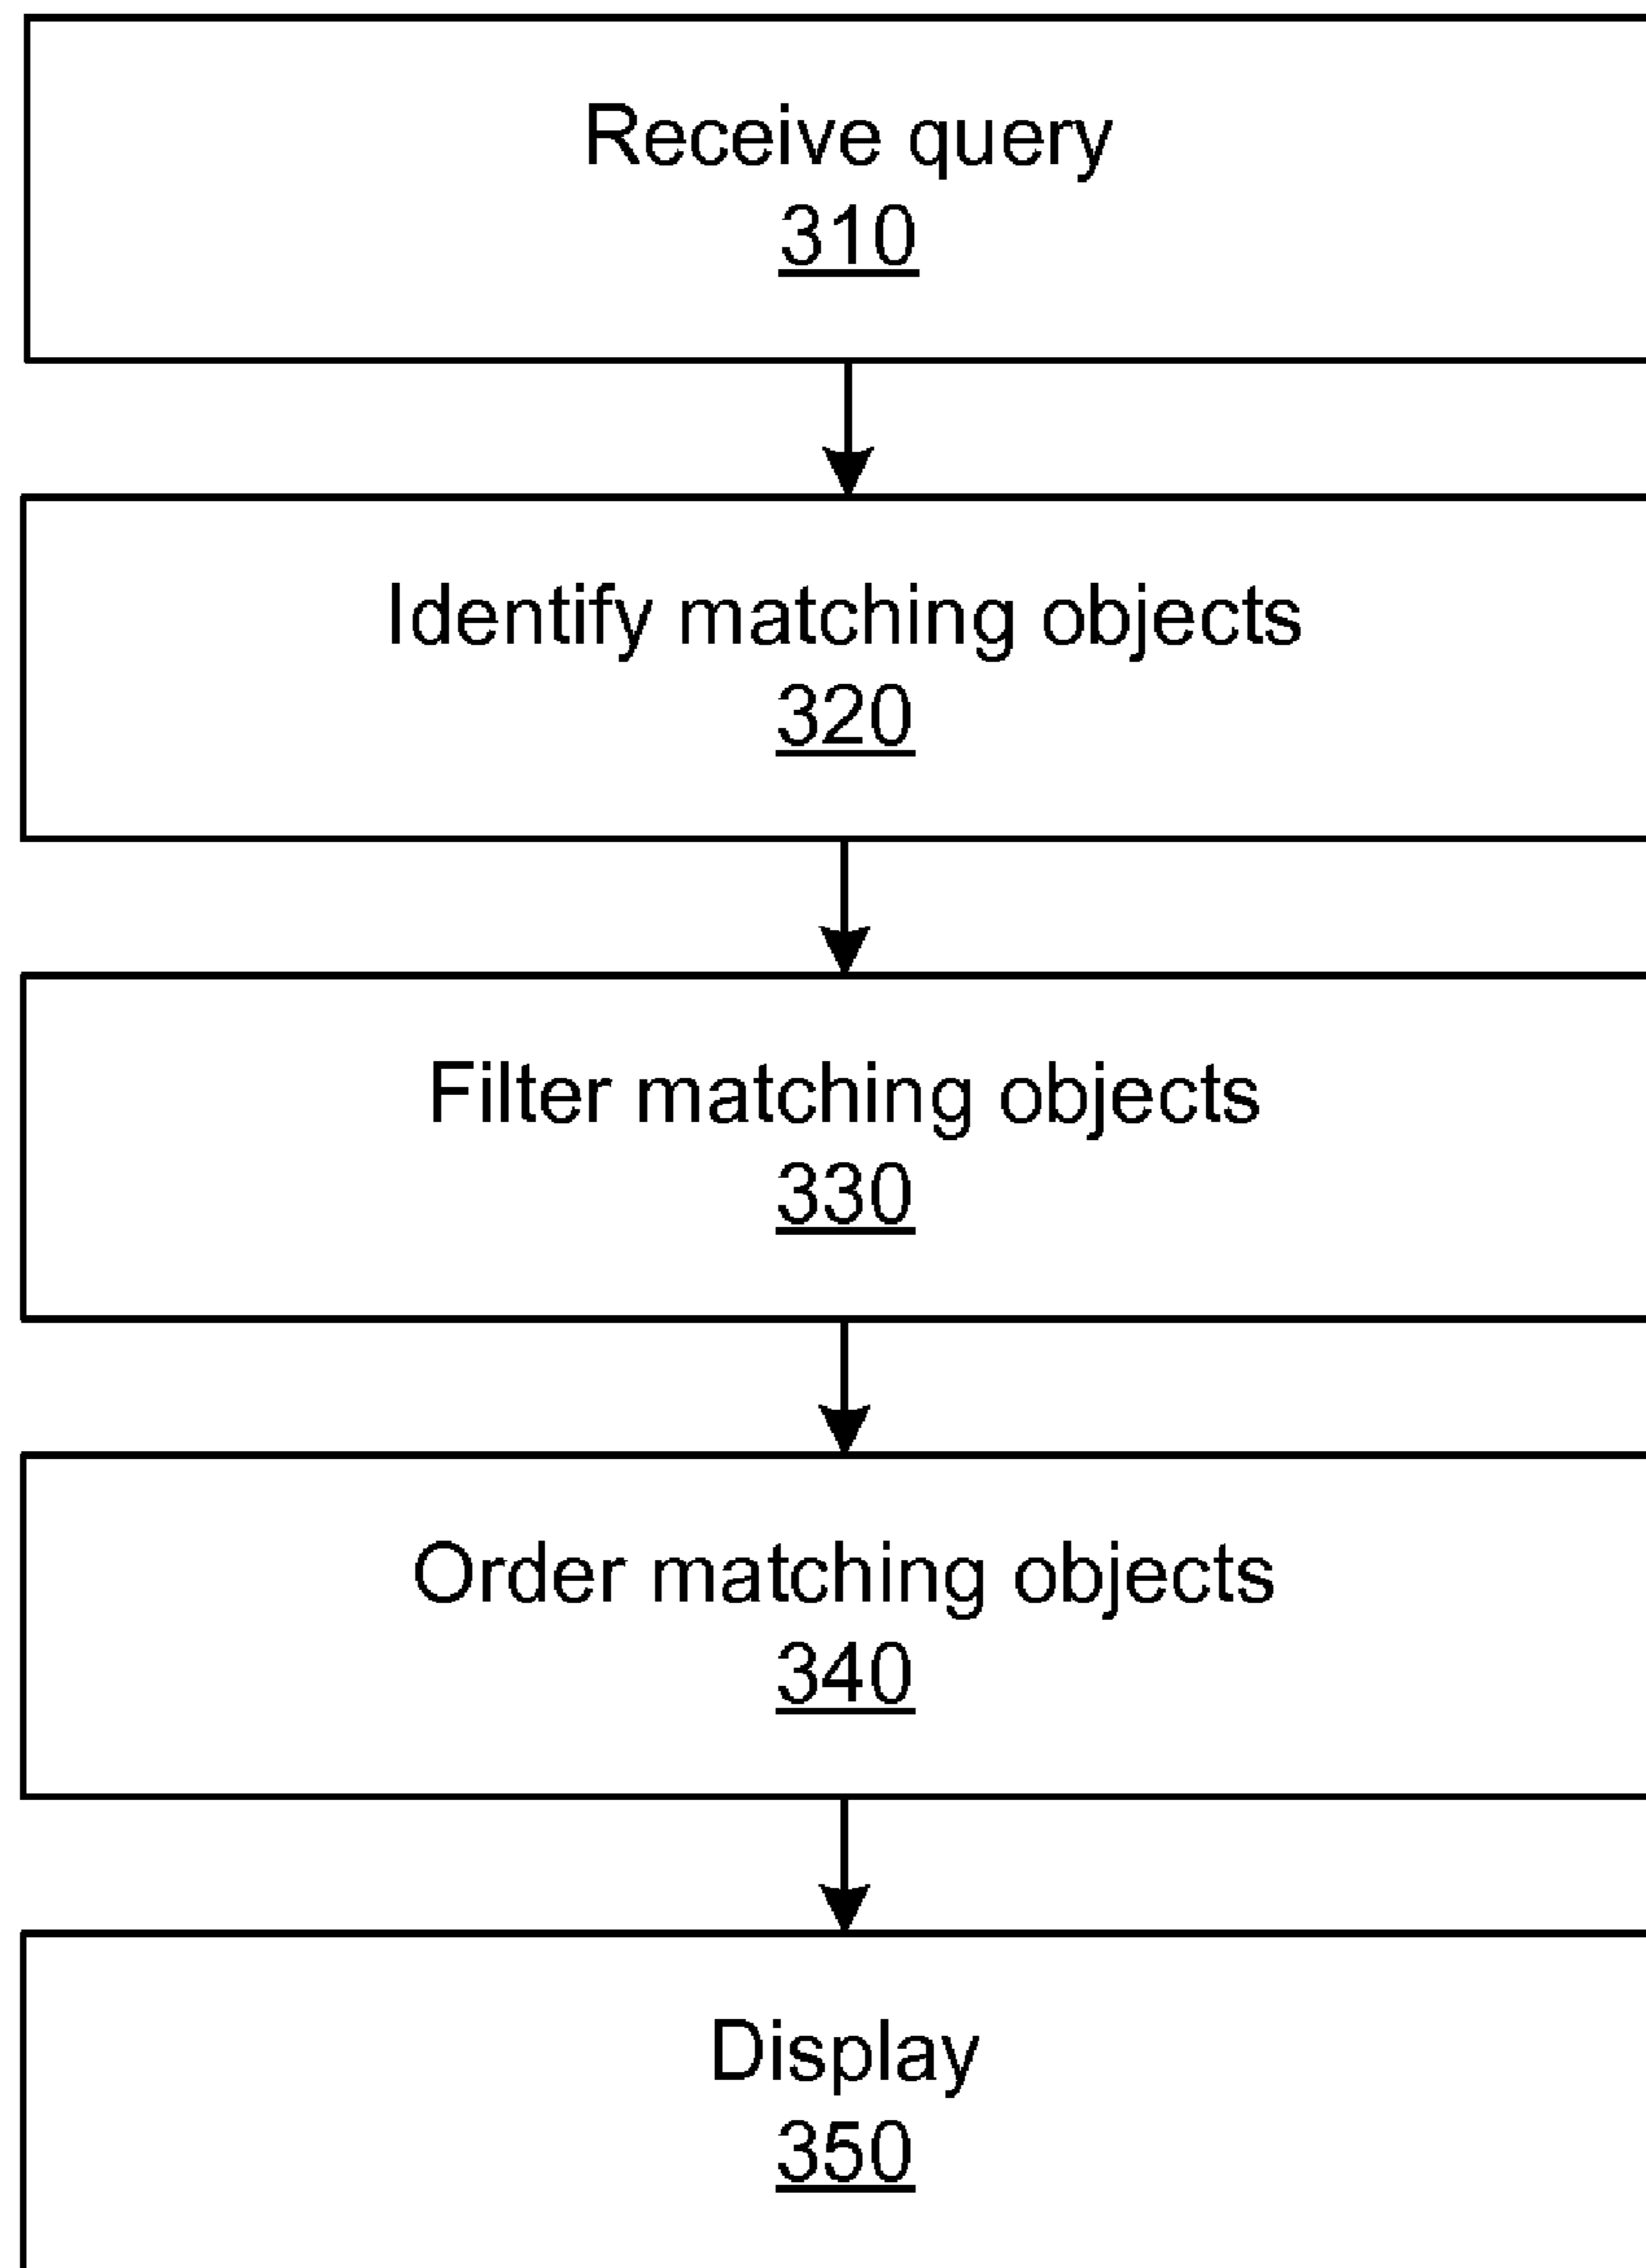 Receive query
310
Identify matching objects
320
Filter matching objects
330
Order matching objects
340
Display
350